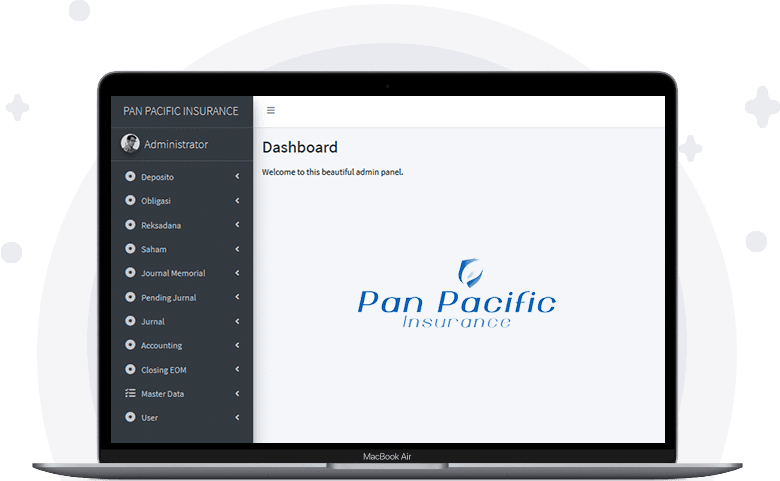 PAN PACIFIC INSURANCE
Administrator
Deposito
Obligasi
Reksadana
Saham
Journal Memorial
Pending Jurnal
Jurnal
Accounting
Closing EOM
Master Data
User
Dashboard
Welcome to this beautiful admin panel.
Pan Pacific
Insurance
MacBook Air